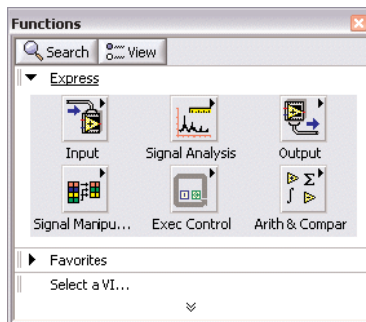 Functions
Search View
Express
Input Signal Analysis Output
Signal Manipu... Exec Control Arith & Compar
Favorites
Select a VI...